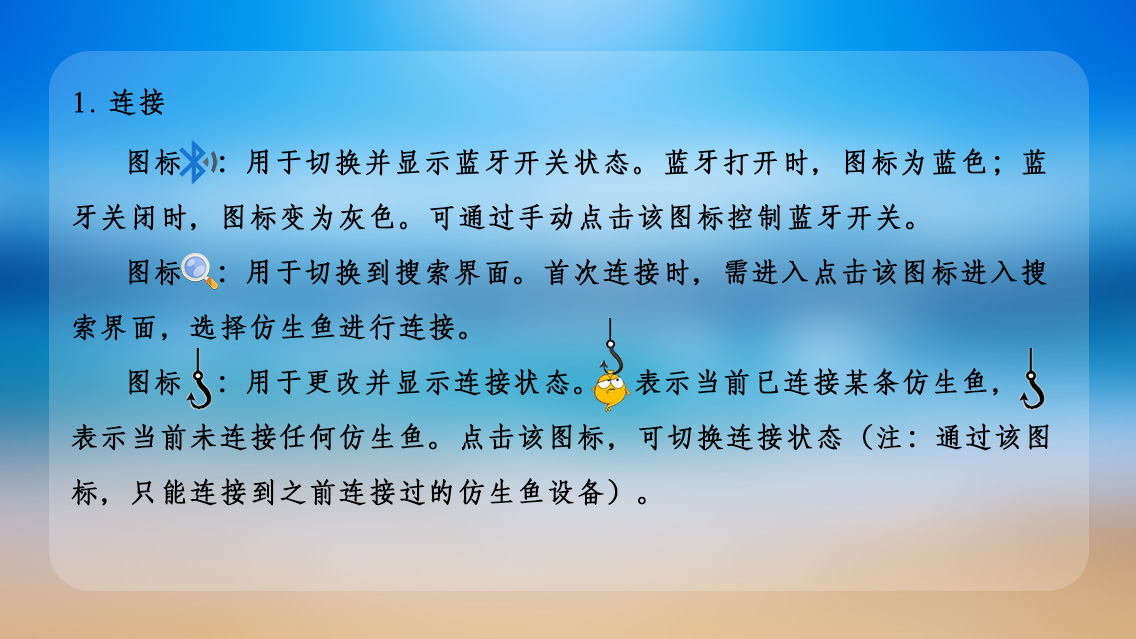 1. 连接
图标：用于切换并显示蓝牙开关状态。蓝牙打开时，图标为蓝色；蓝
牙关闭时，图标变为灰色。可通过手动点击该图标控制蓝牙开关。
图标：用于切换到搜索界面。首次连接时，需进入点击该图标进入搜
索界面，选择仿生鱼进行连接。
图标：用于更改并显示连接状态。表示当前已连接某条仿生鱼，
表示当前未连接任何仿生鱼。点击该图标，可切换连接状态（注：通过该图
标，只能连接到之前连接过的仿生鱼设备）。